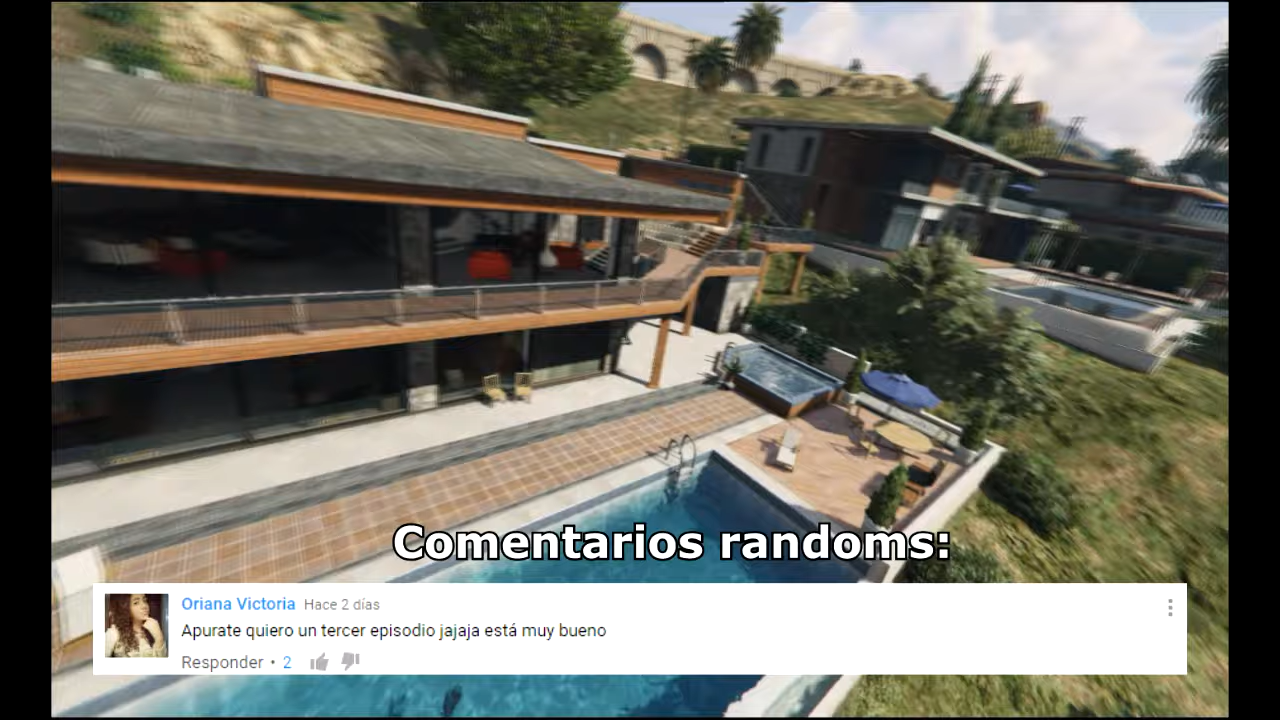 Comentarios randoms:
Oriana Victoria Hace 2 días
Apurate quiero un tercer episodio jajaja está muy bueno
Responder • 2